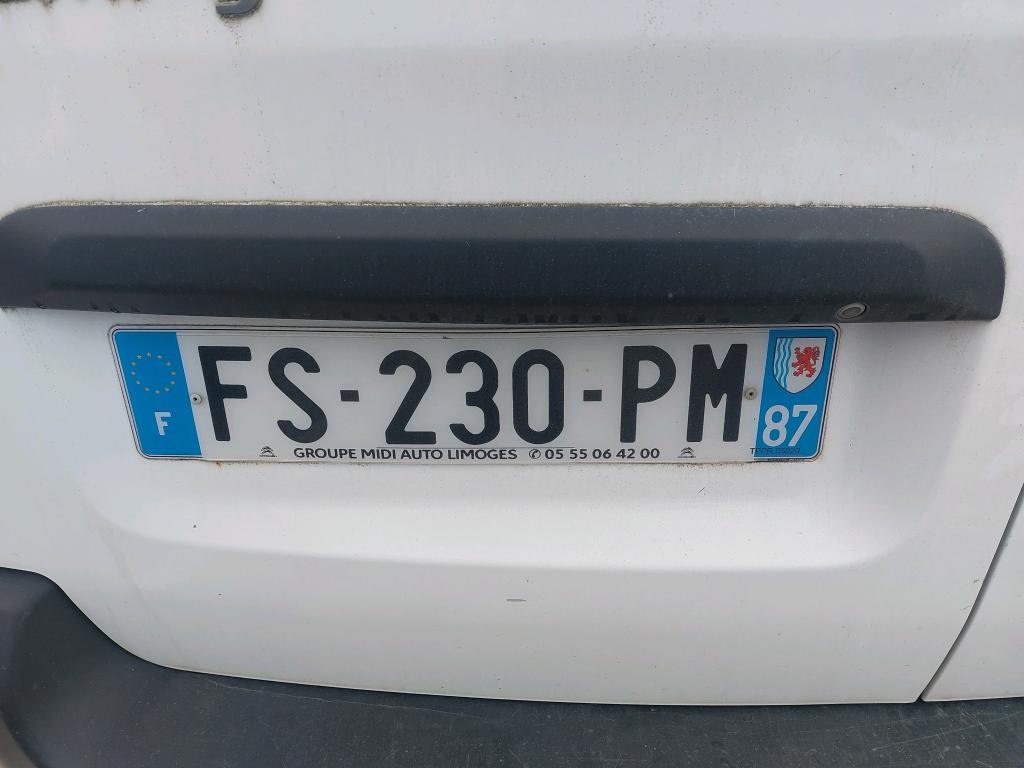 F FS-230-PM 87
GROUPE MIDI AUTO LIMOGES ✆ 05 55 06 42 00